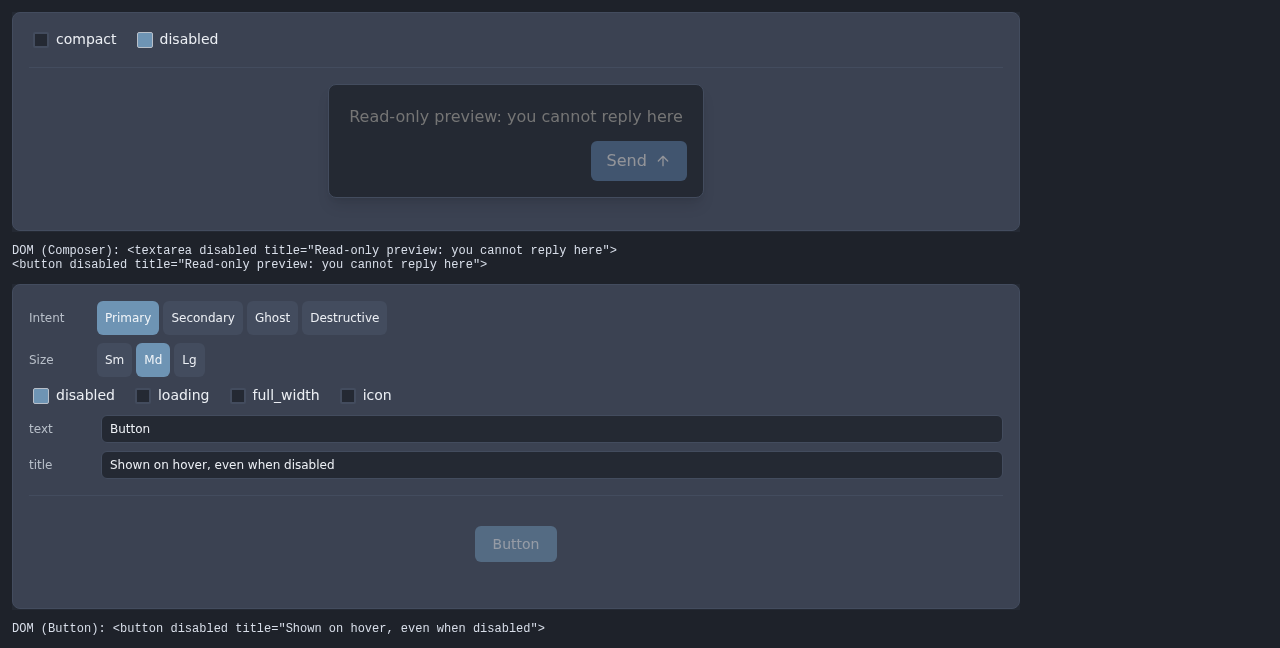 compact disabled
Read-only preview: you cannot reply here
Send ↑
DOM (Composer): <textarea disabled title="Read-only preview: you cannot reply here">
<button disabled title="Read-only preview: you cannot reply here">
Intent Primary Secondary Ghost Destructive
Size Sm Md Lg
disabled loading full_width icon
text Button
title Shown on hover, even when disabled
Button
DOM (Button): <button disabled title="Shown on hover, even when disabled">